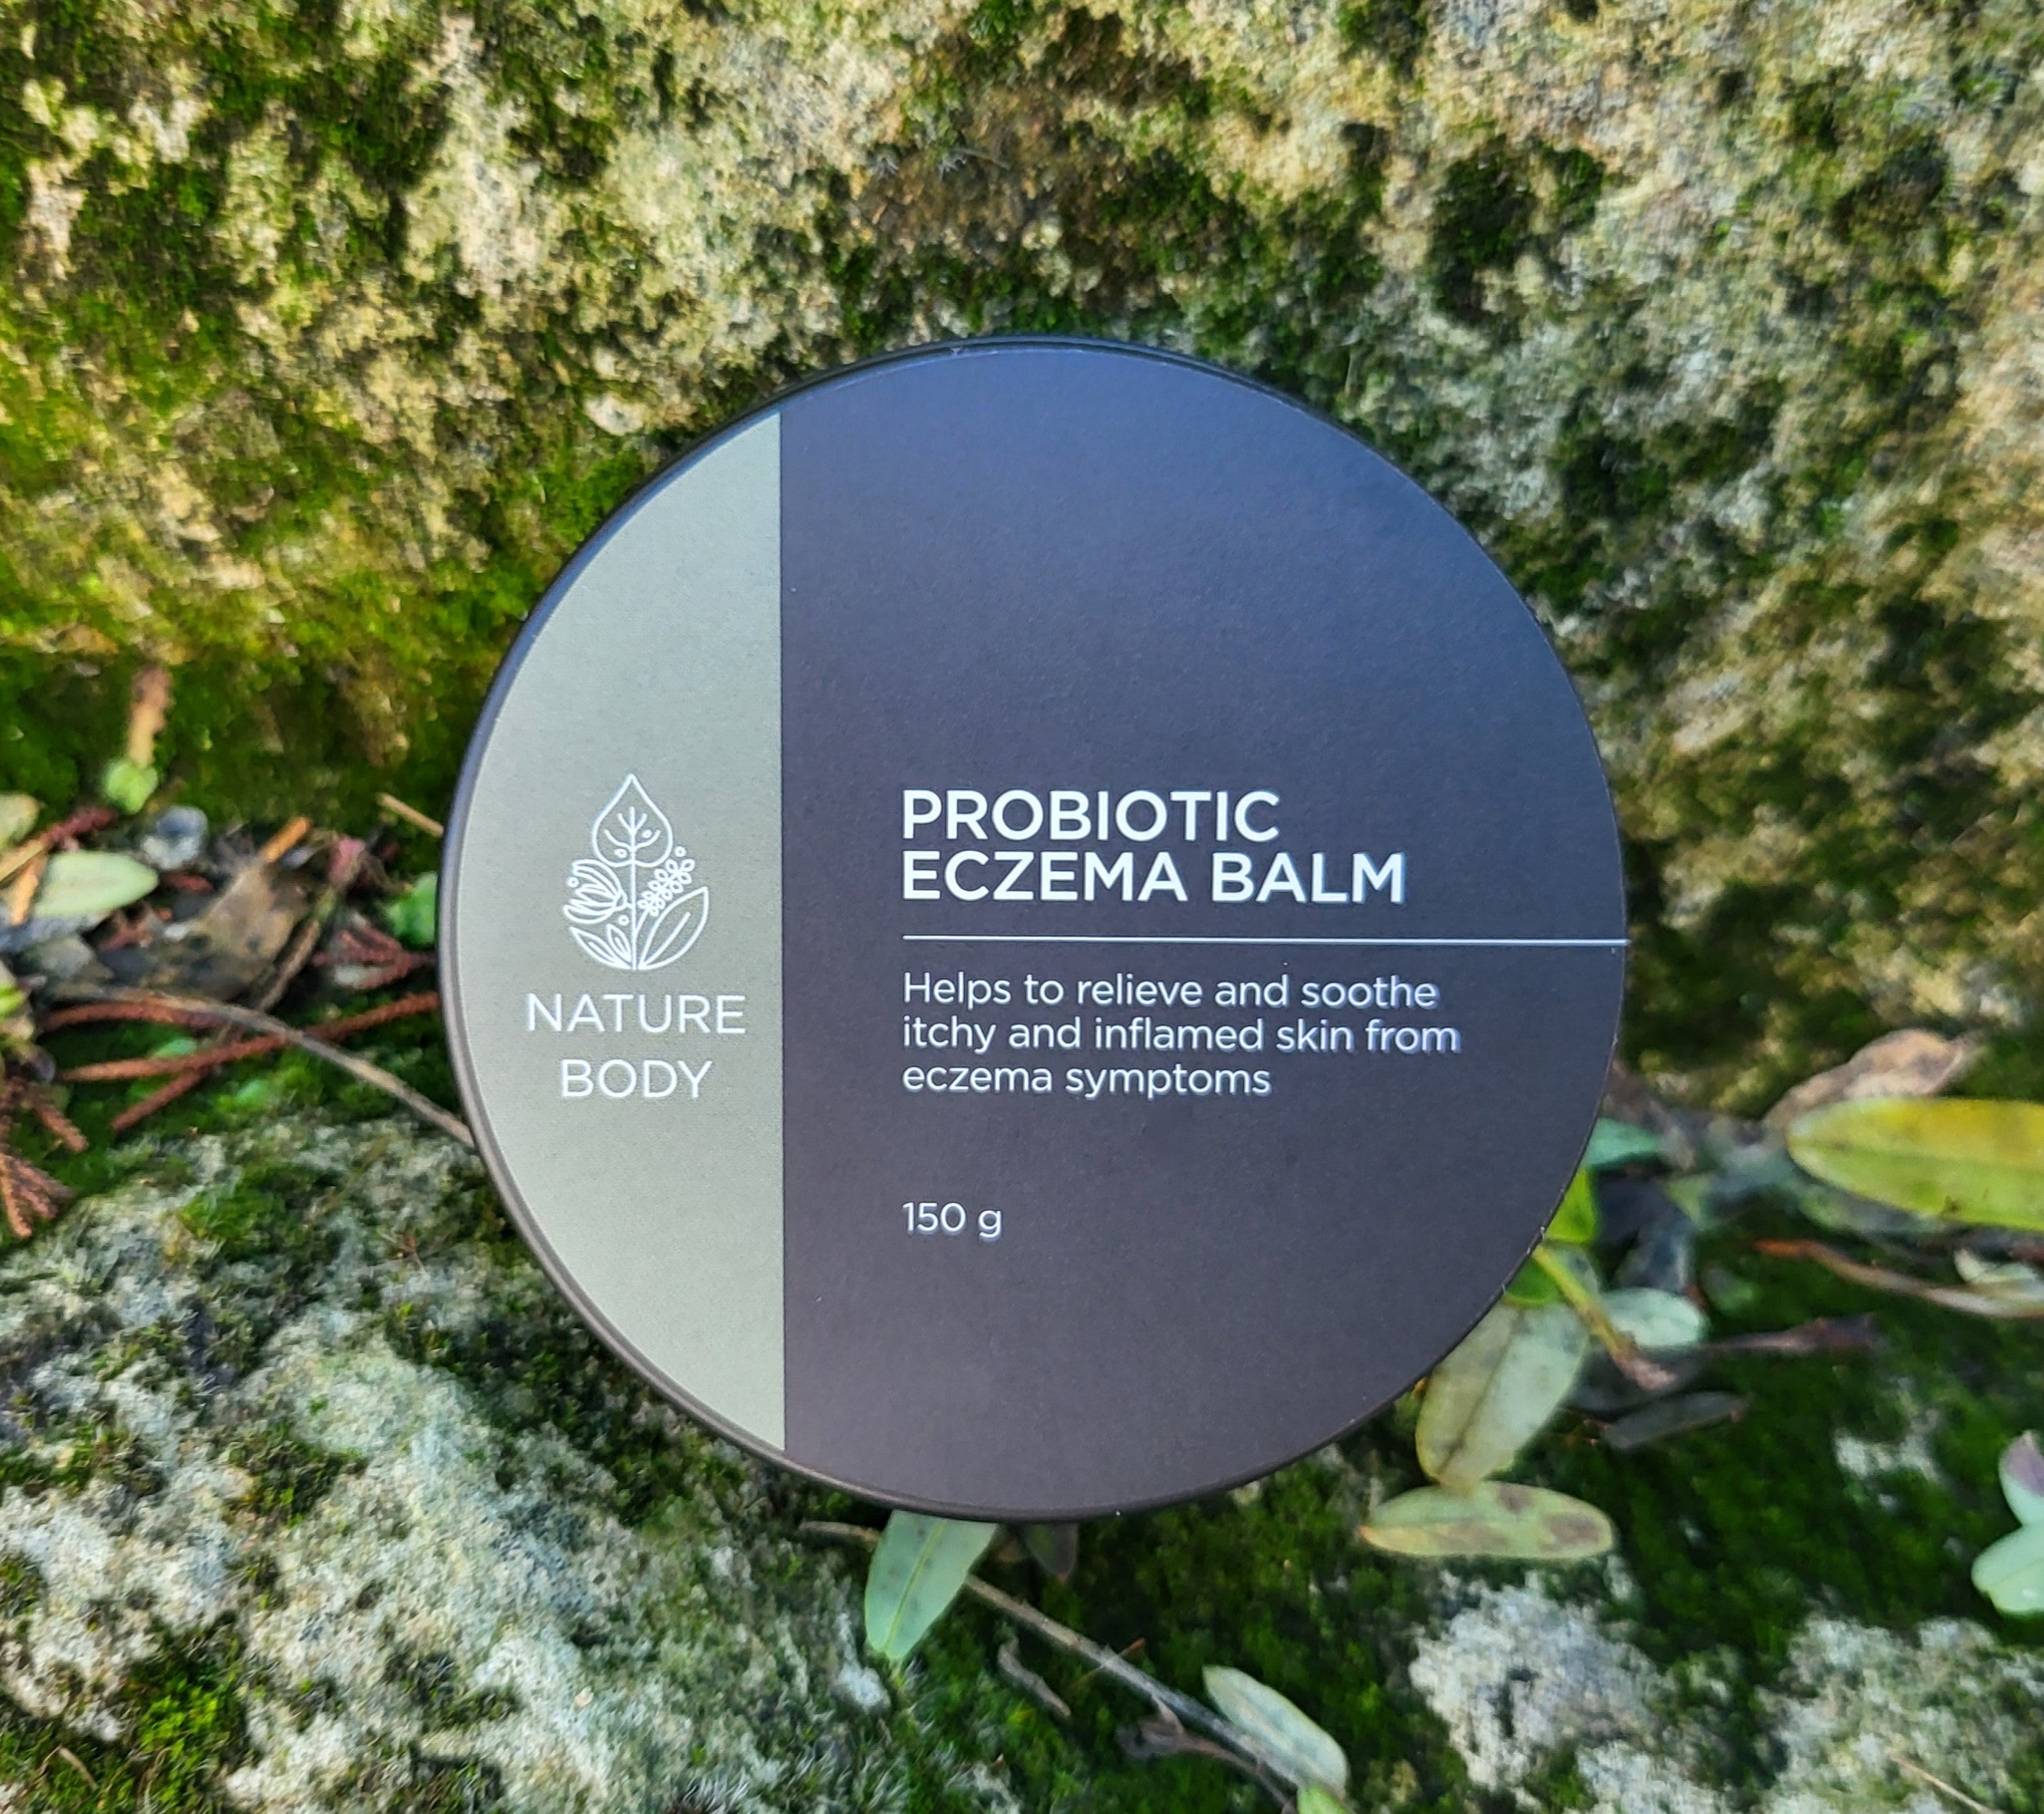 NATURE
BODY
PROBIOTIC
ECZEMA BALM
Helps to relieve and soothe
itchy and inflamed skin from
eczema symptoms
150 g